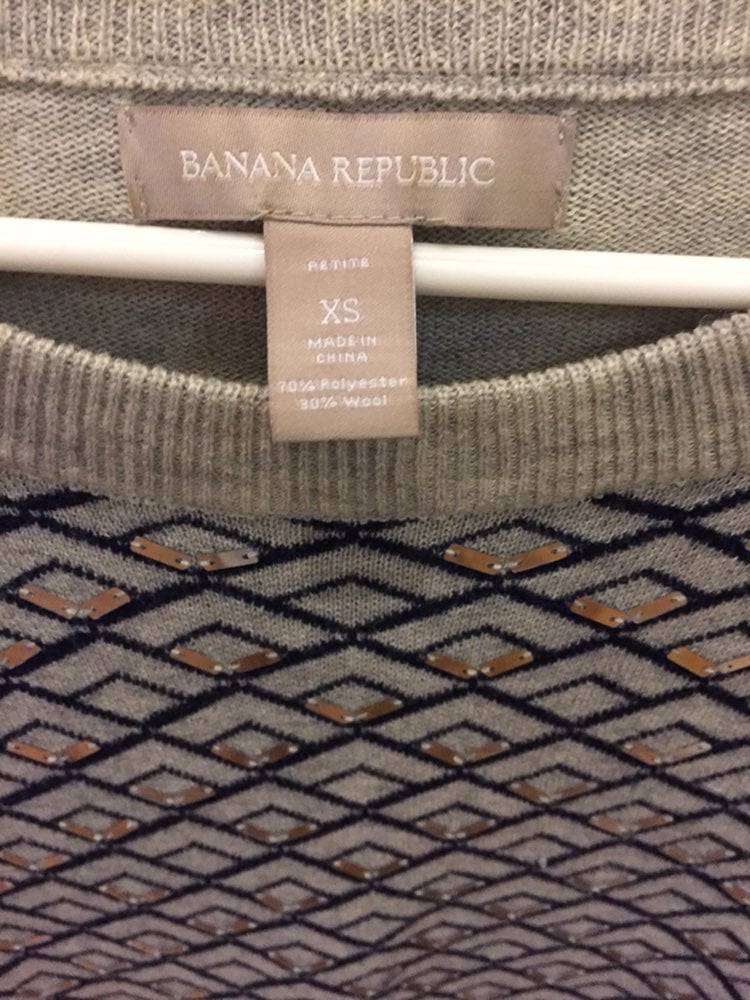 BANANA REPUBLIC
PETITE
XS
MADE IN
CHINA
70% Polyester
30% Wool